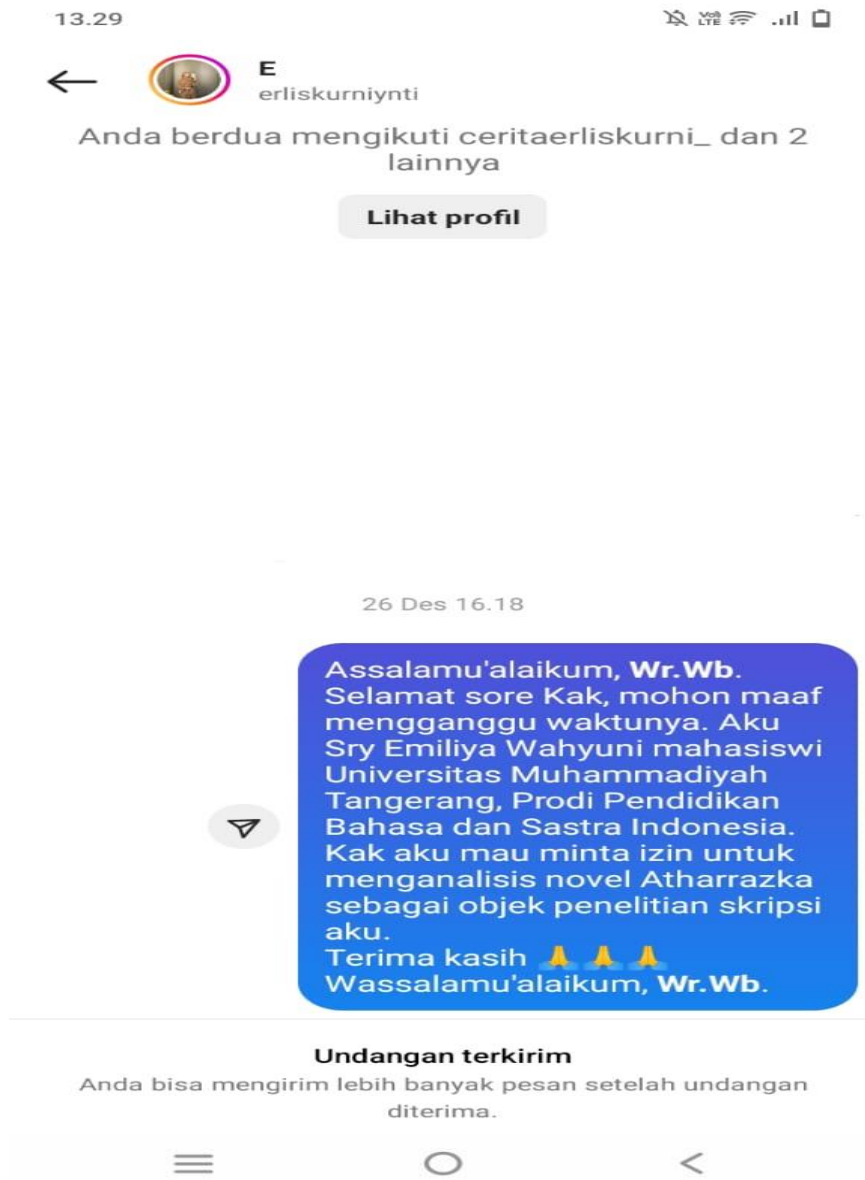 13.29
E
erliskurniynti
Anda berdua mengikuti ceritaerliskurni_ dan 2
lainnya
Lihat profil
26 Des 16.18
Assalamu'alaikum, Wr.Wb.
Selamat sore Kak, mohon maaf
mengganggu waktunya. Aku
Sry Emiliya Wahyuni mahasiswi
Universitas Muhammadiyah
Tangerang, Prodi Pendidikan
Bahasa dan Sastra Indonesia.
Kak aku mau minta izin untuk
menganalisis novel Atharrazka
sebagai objek penelitian skripsi
aku.
Terima kasih 🙏🙏🙏
Wassalamu'alaikum, Wr.Wb.
Undangan terkirim
Anda bisa mengirim lebih banyak pesan setelah undangan
diterima.